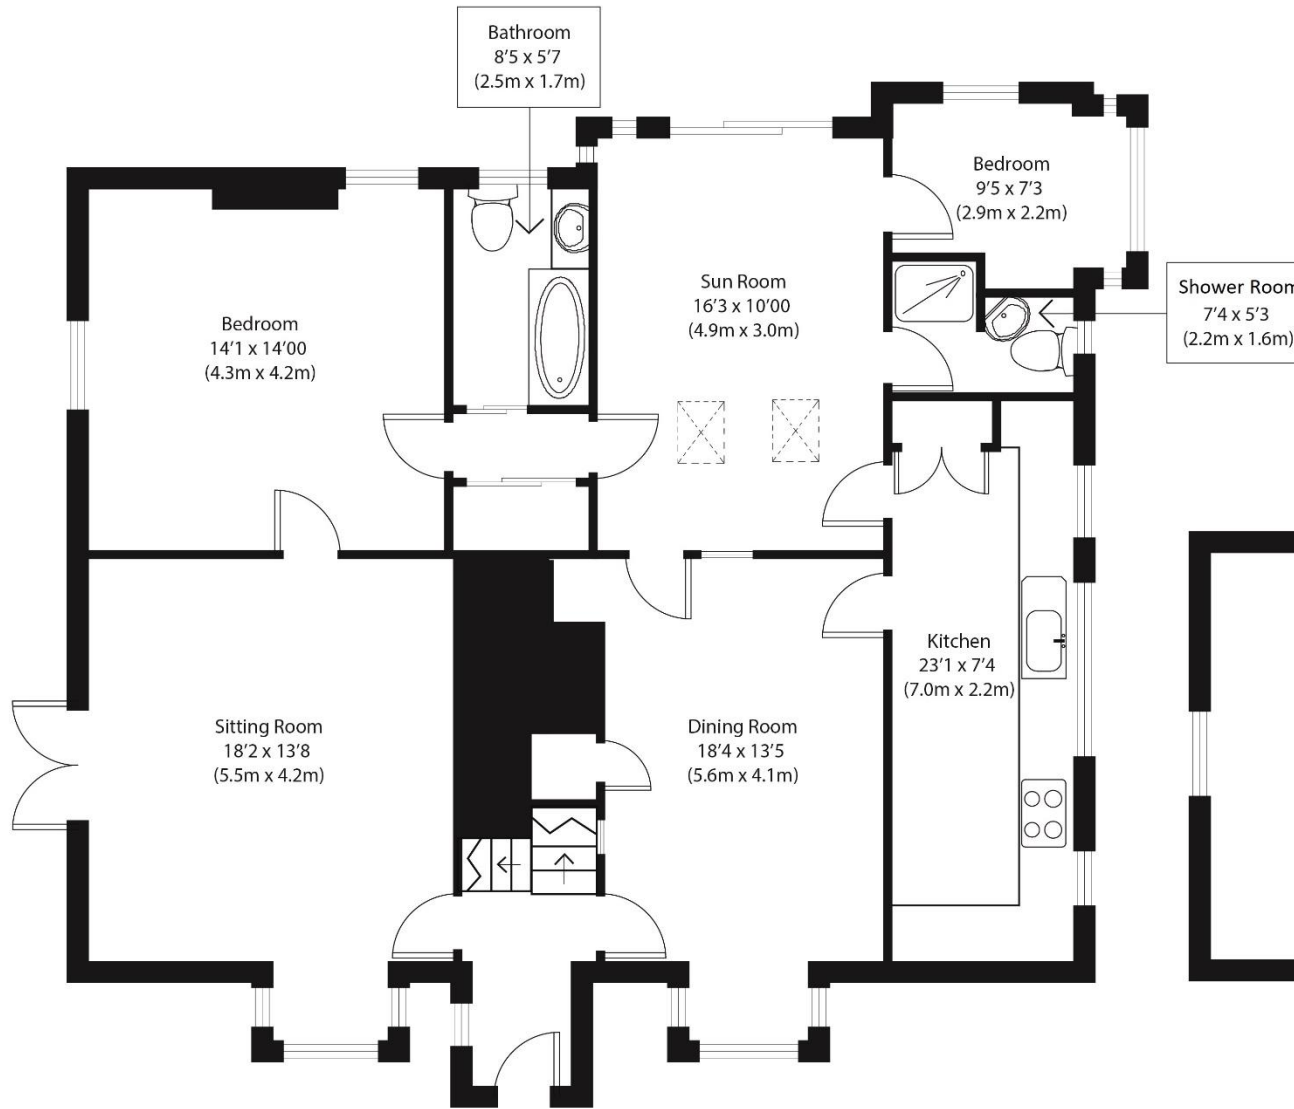 Bathroom
8'5 x 5'7
(2.5m x 1.7m)
Bedroom
9'5 x 7'3
(2.9m x 2.2m)
Sun Room
16'3 x 10'00
(4.9m x 3.0m)
Shower Room
7'4 x 5'3
(2.2m x 1.6m)
Bedroom
14'1 x 14'00
(4.3m x 4.2m)
Kitchen
23'1 x 7'4
(7.0m x 2.2m)
Sitting Room
18'2 x 13'8
(5.5m x 4.2m)
Dining Room
18'4 x 13'5
(5.6m x 4.1m)